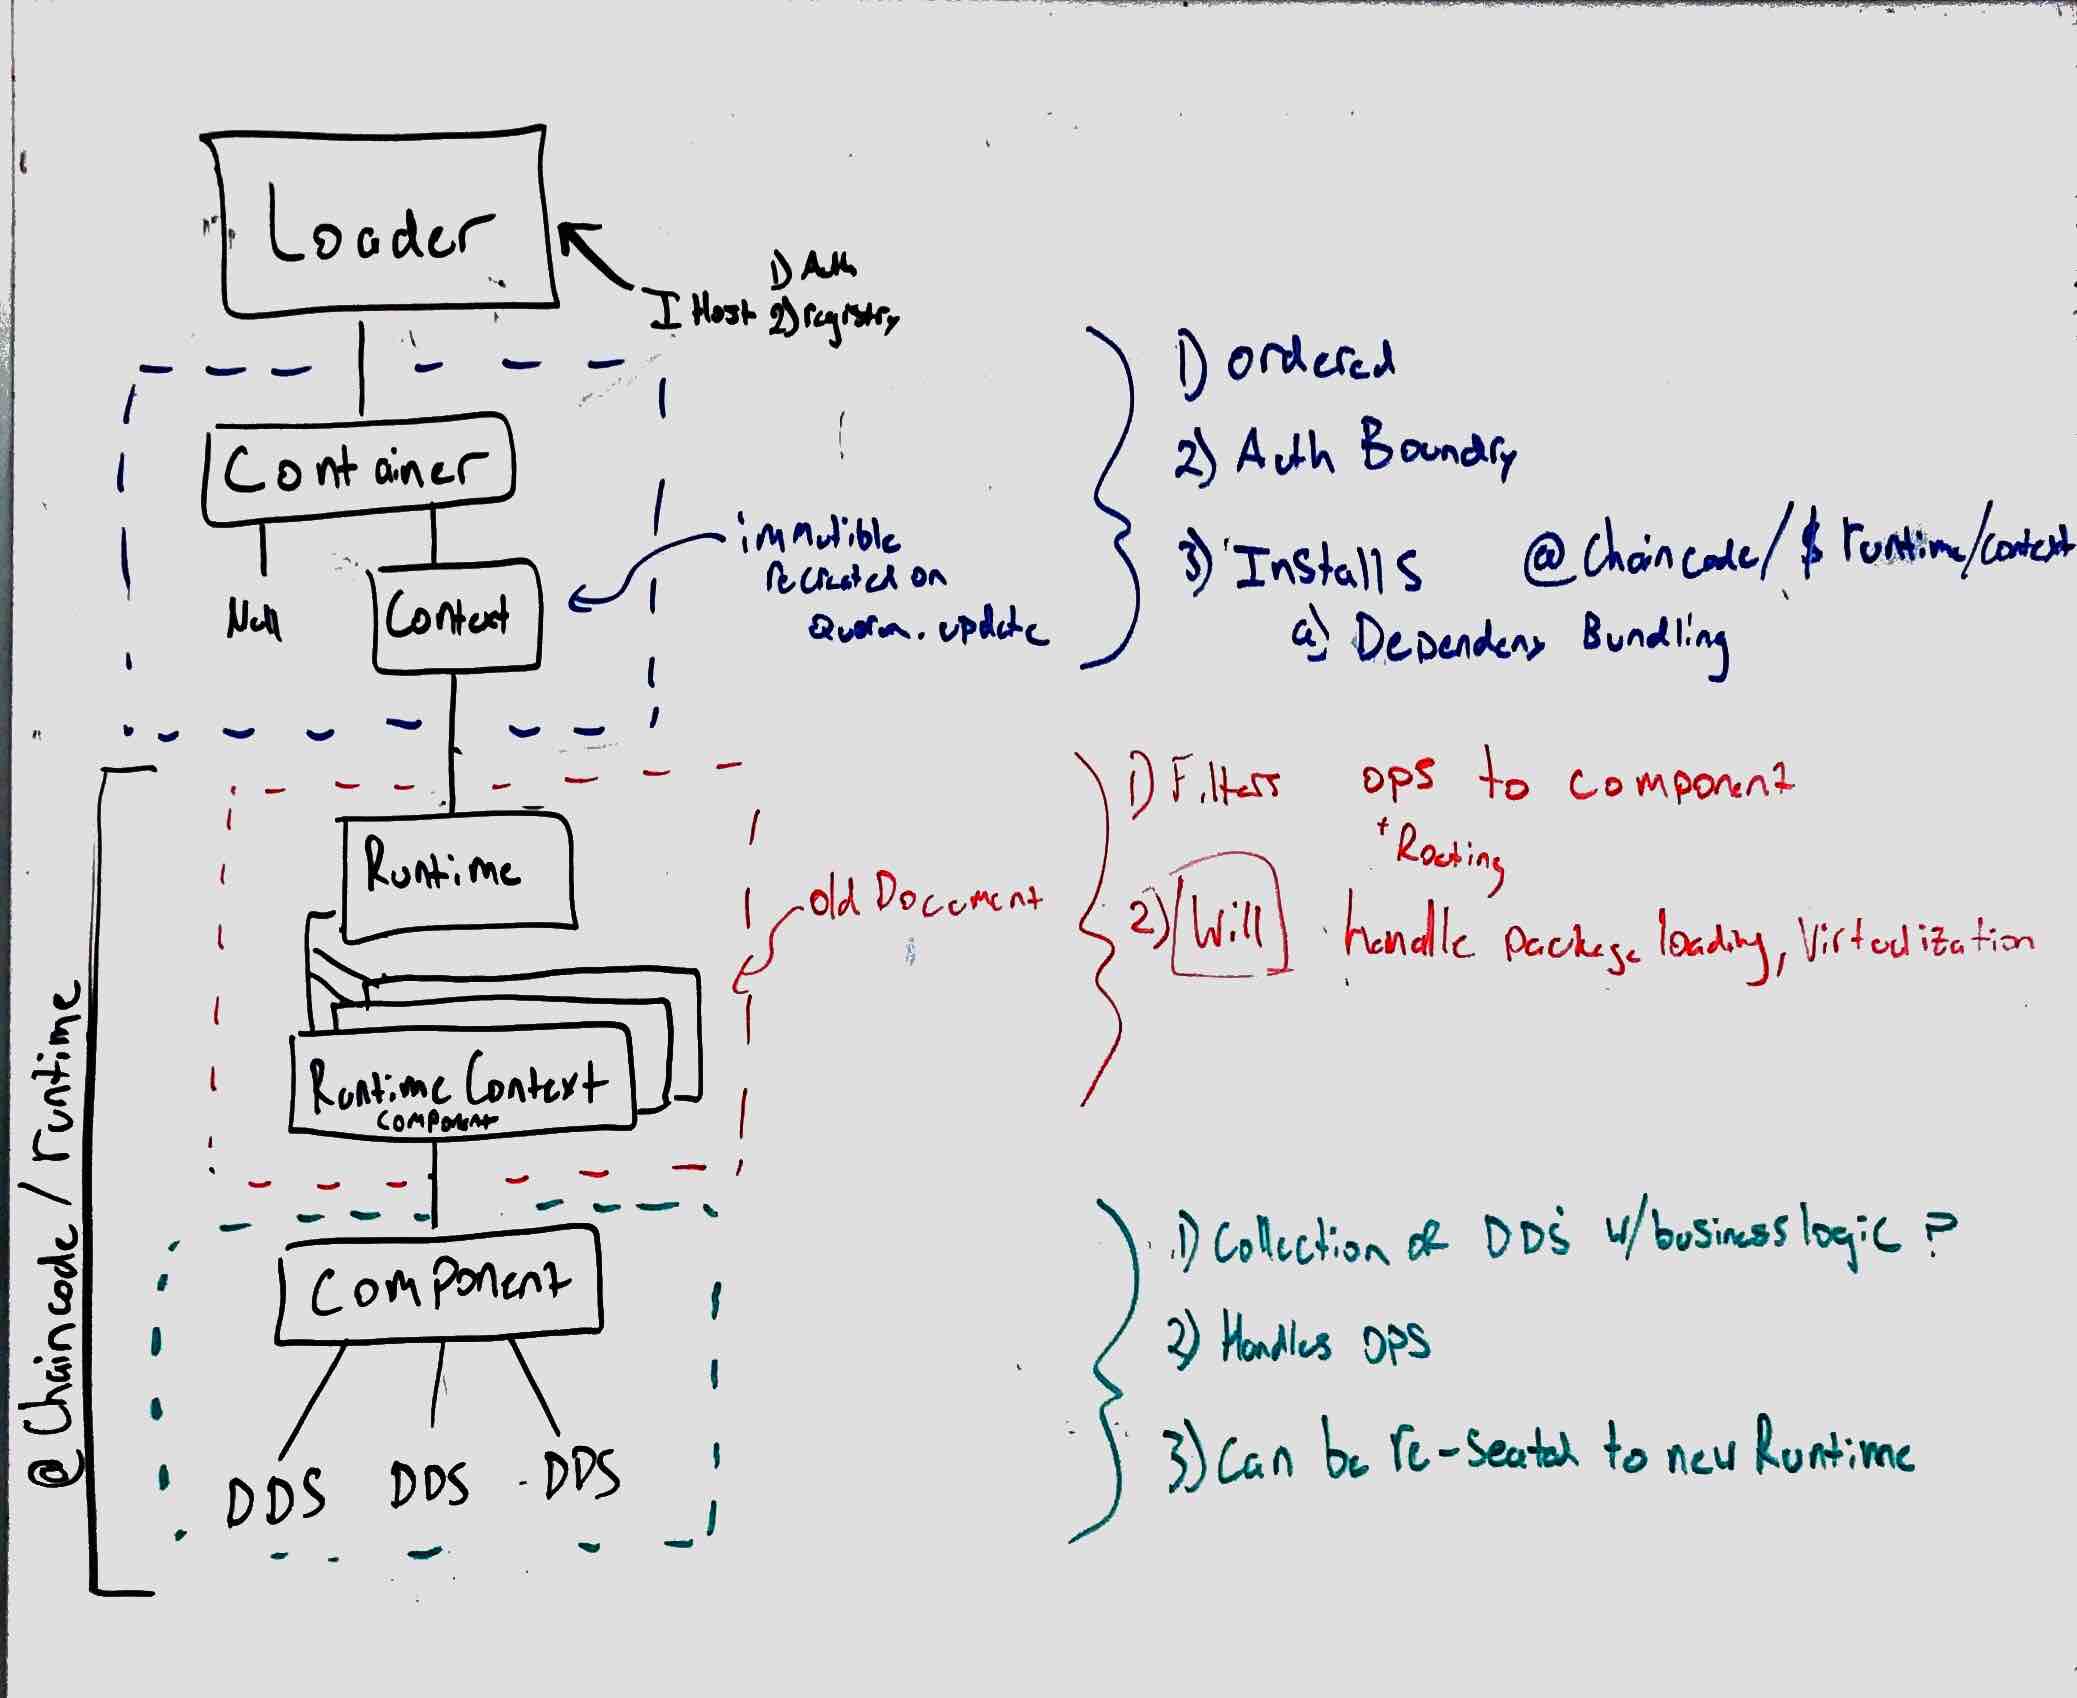 Loader
1) Auth
I Host 2) registry
Container
Null
Context
immutible
recreated on
Quorm. update
1) ordered
2) Auth Boundry
3) Installs @Chaincode/$ runtime/context
a) Dependeny Bundling
@Chaincode/runtime
Runtime
Runtime Context
component
old Document
1) Filters ops to component
+ Routing
2) Will handle package loading, Virtualization
Component
DDS DDS DDS
1) Collection of DDS w/business logic ?
2) Handles ops
3) Can be re-seated to new Runtime